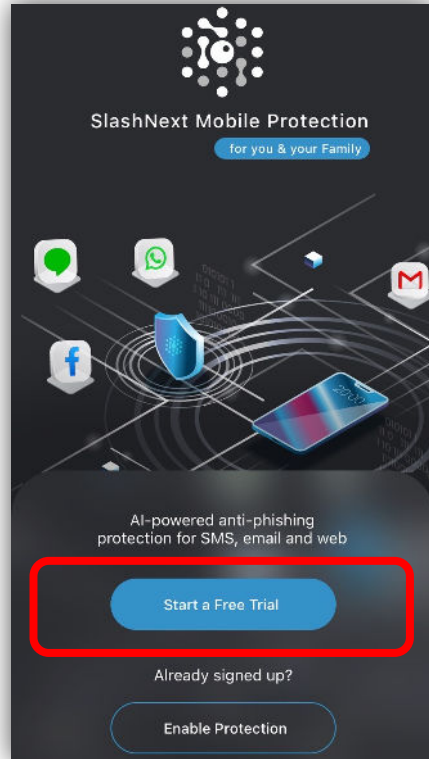 SlashNext Mobile Protection
for you & your Family
AI-powered anti-phishing
protection for SMS, email and web
Start a Free Trial
Already signed up?
Enable Protection